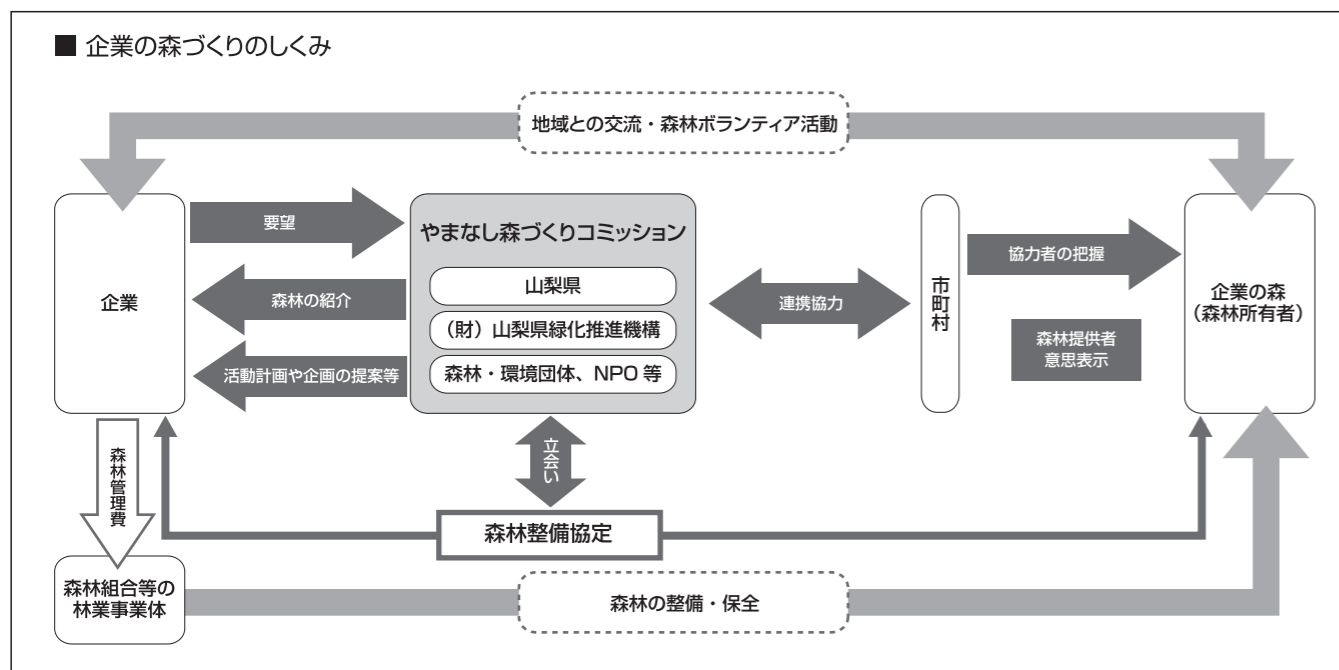 ■ 企業の森づくりのしくみ
地域との交流・森林ボランティア活動
企業
要望
森林の紹介
活動計画や企画の提案等
やまなし森づくりコミッション
山梨県
（財）山梨県緑化推進機構
森林・環境団体、NPO 等
連携協力
市町村
協力者の把握
森林提供者
意思表示
企業の森
（森林所有者）
森林管理費
立会い
森林整備協定
森林組合等の
林業事業体
森林の整備・保全